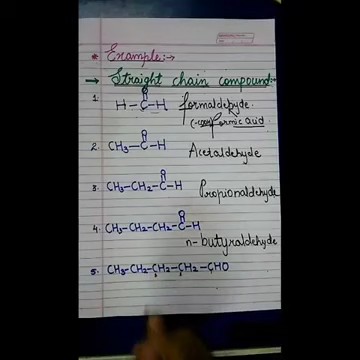 * Example:→
→ Straight chain compound:-
O
1. H-C-H formaldehyde
(-COOH) formic acid
O
2. CH3-C-H Acetaldehyde
O
3. CH3-CH2-C-H Propionaldehyde
O
4. CH3-CH2-CH2-C-H
n-butyraldehyde
5. CH3-CH2-CH2-CH2-CHO